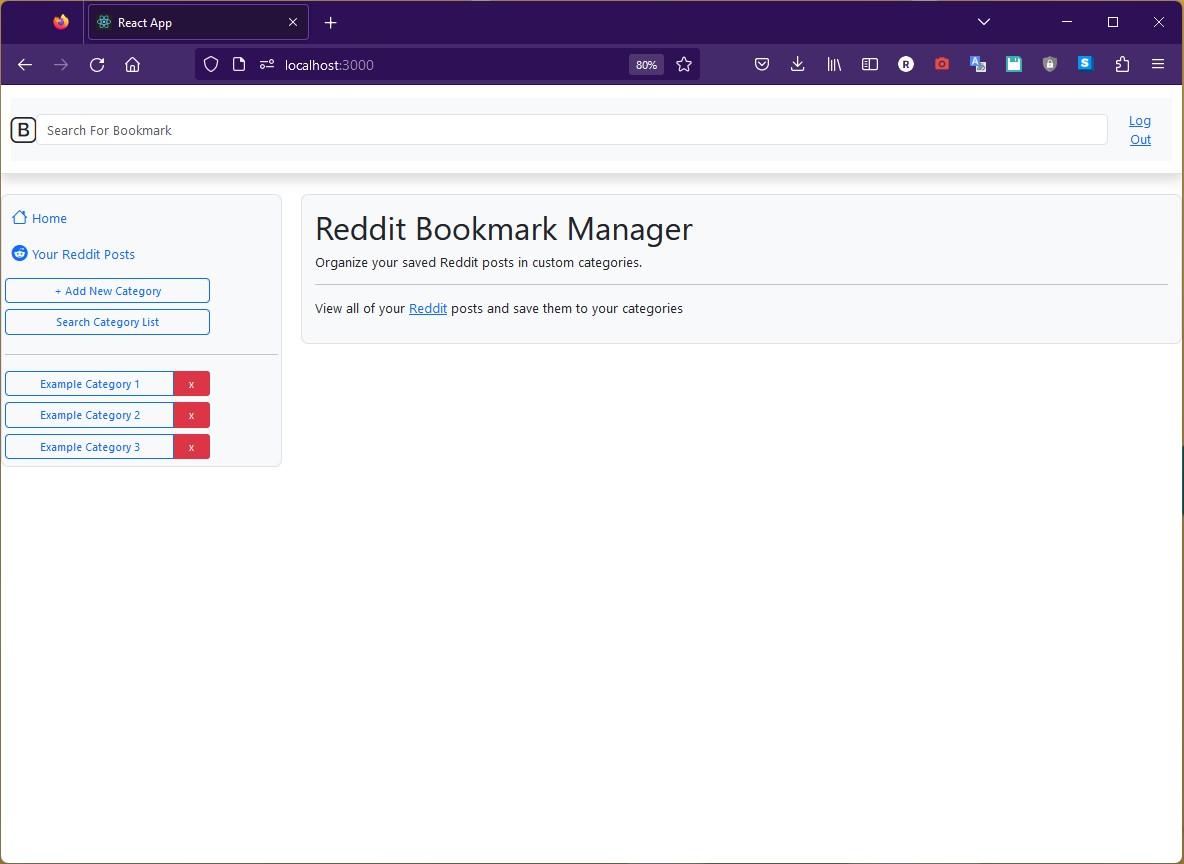 React App
localhost:3000
80%
R
S
B
Search For Bookmark
Log
Out
Home
Your Reddit Posts
+ Add New Category
Search Category List
Example Category 1 x
Example Category 2 x
Example Category 3 x
Reddit Bookmark Manager
Organize your saved Reddit posts in custom categories.
View all of your Reddit posts and save them to your categories